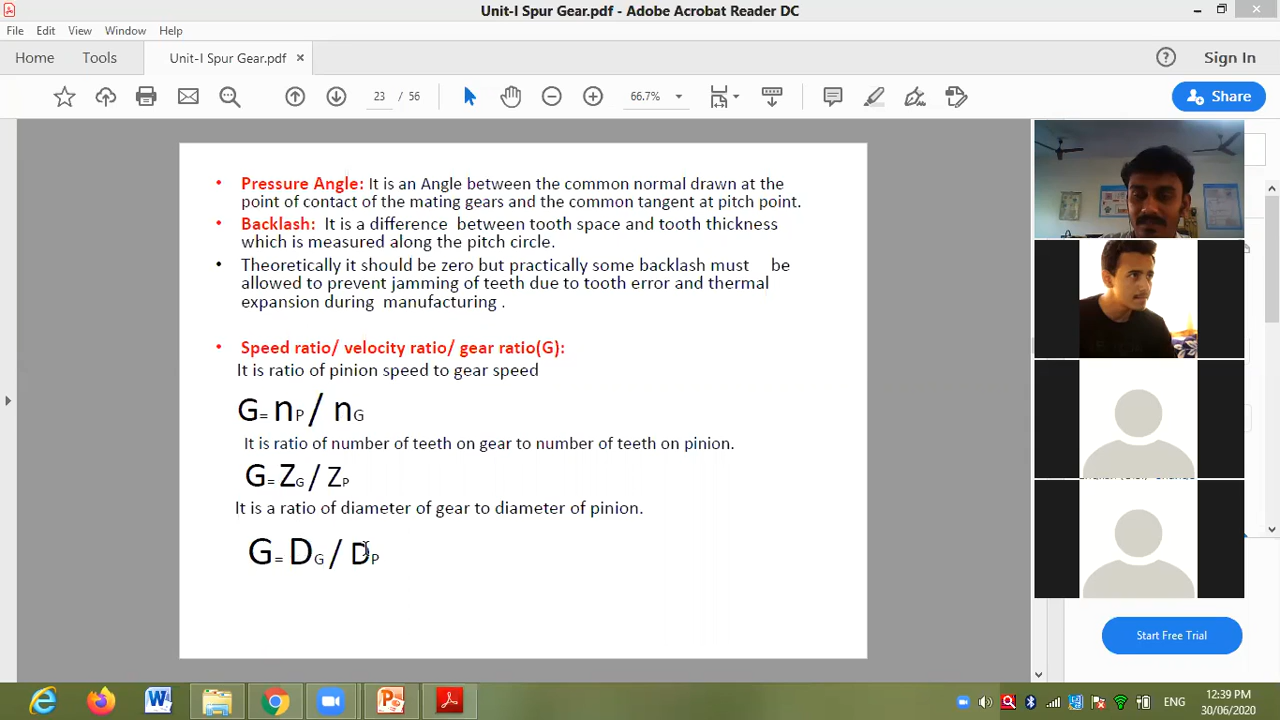 Unit-I Spur Gear.pdf - Adobe Acrobat Reader DC
File Edit View Window Help
Home Tools Unit-I Spur Gear.pdf × Sign In
23 / 56 66.7% Share
• Pressure Angle: It is an Angle between the common normal drawn at the
point of contact of the mating gears and the common tangent at pitch point.
• Backlash: It is a difference between tooth space and tooth thickness
which is measured along the pitch circle.
• Theoretically it should be zero but practically some backlash must be
allowed to prevent jamming of teeth due to tooth error and thermal
expansion during manufacturing .
• Speed ratio/ velocity ratio/ gear ratio(G):
It is ratio of pinion speed to gear speed
G= nP / nG
It is ratio of number of teeth on gear to number of teeth on pinion.
G= ZG / ZP
It is a ratio of diameter of gear to diameter of pinion.
G= DG / DP
Start Free Trial
ENG
12:39 PM
30/06/2020